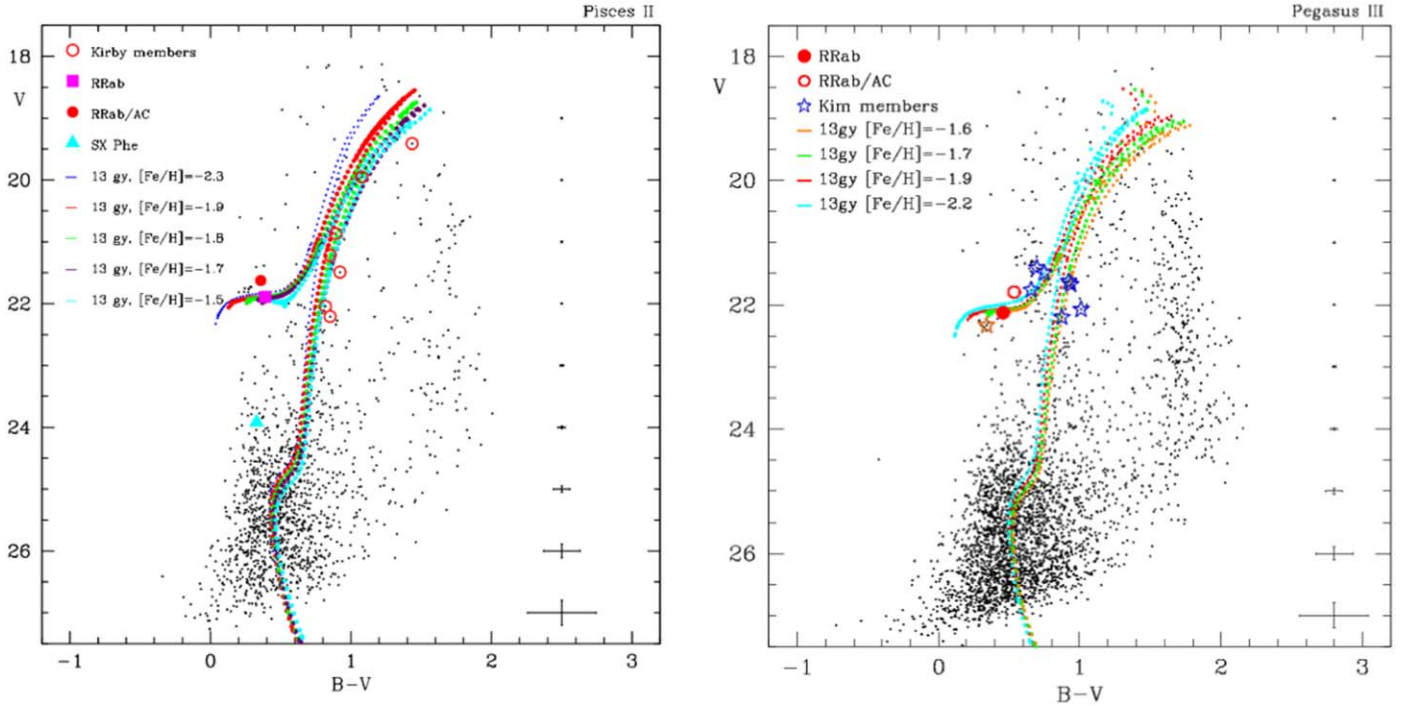 Pisces II
18
20
22
24
26
V
Kirby members
RRab
RRab/AC
SX Phe
13 gy, [Fe/H]=−2.3
13 gy, [Fe/H]=−1.9
13 gy, [Fe/H]=−1.8
13 gy, [Fe/H]=−1.7
13 gy, [Fe/H]=−1.5
−1 0 1 2 3
B−V
Pegasus III
18
20
22
24
26
V
RRab
RRab/AC
Kim members
13gy [Fe/H]=−1.6
13gy [Fe/H]=−1.7
13gy [Fe/H]=−1.9
13gy [Fe/H]=−2.2
−1 0 1 2 3
B−V